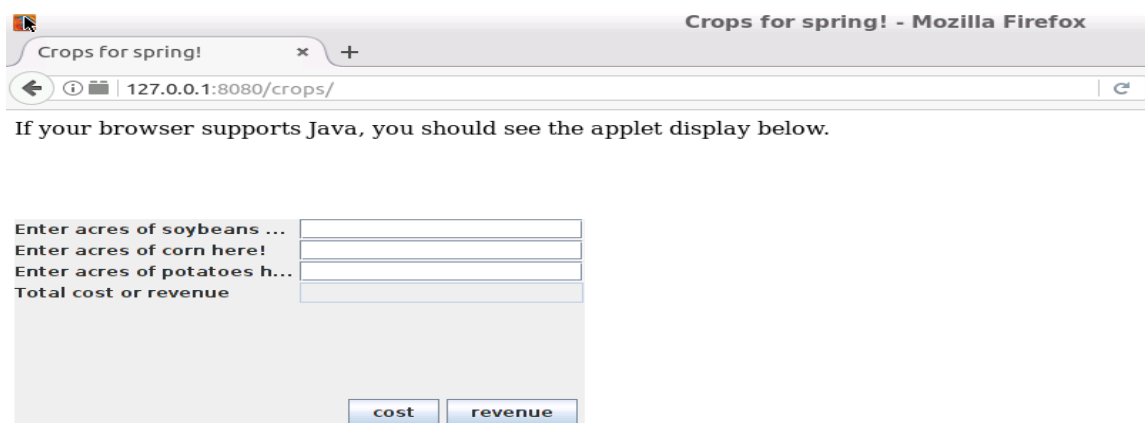 Crops for spring! - Mozilla Firefox
Crops for spring! × +
127.0.0.1:8080/crops/
If your browser supports Java, you should see the applet display below.
Enter acres of soybeans ...
Enter acres of corn here!
Enter acres of potatoes h...
Total cost or revenue
cost revenue